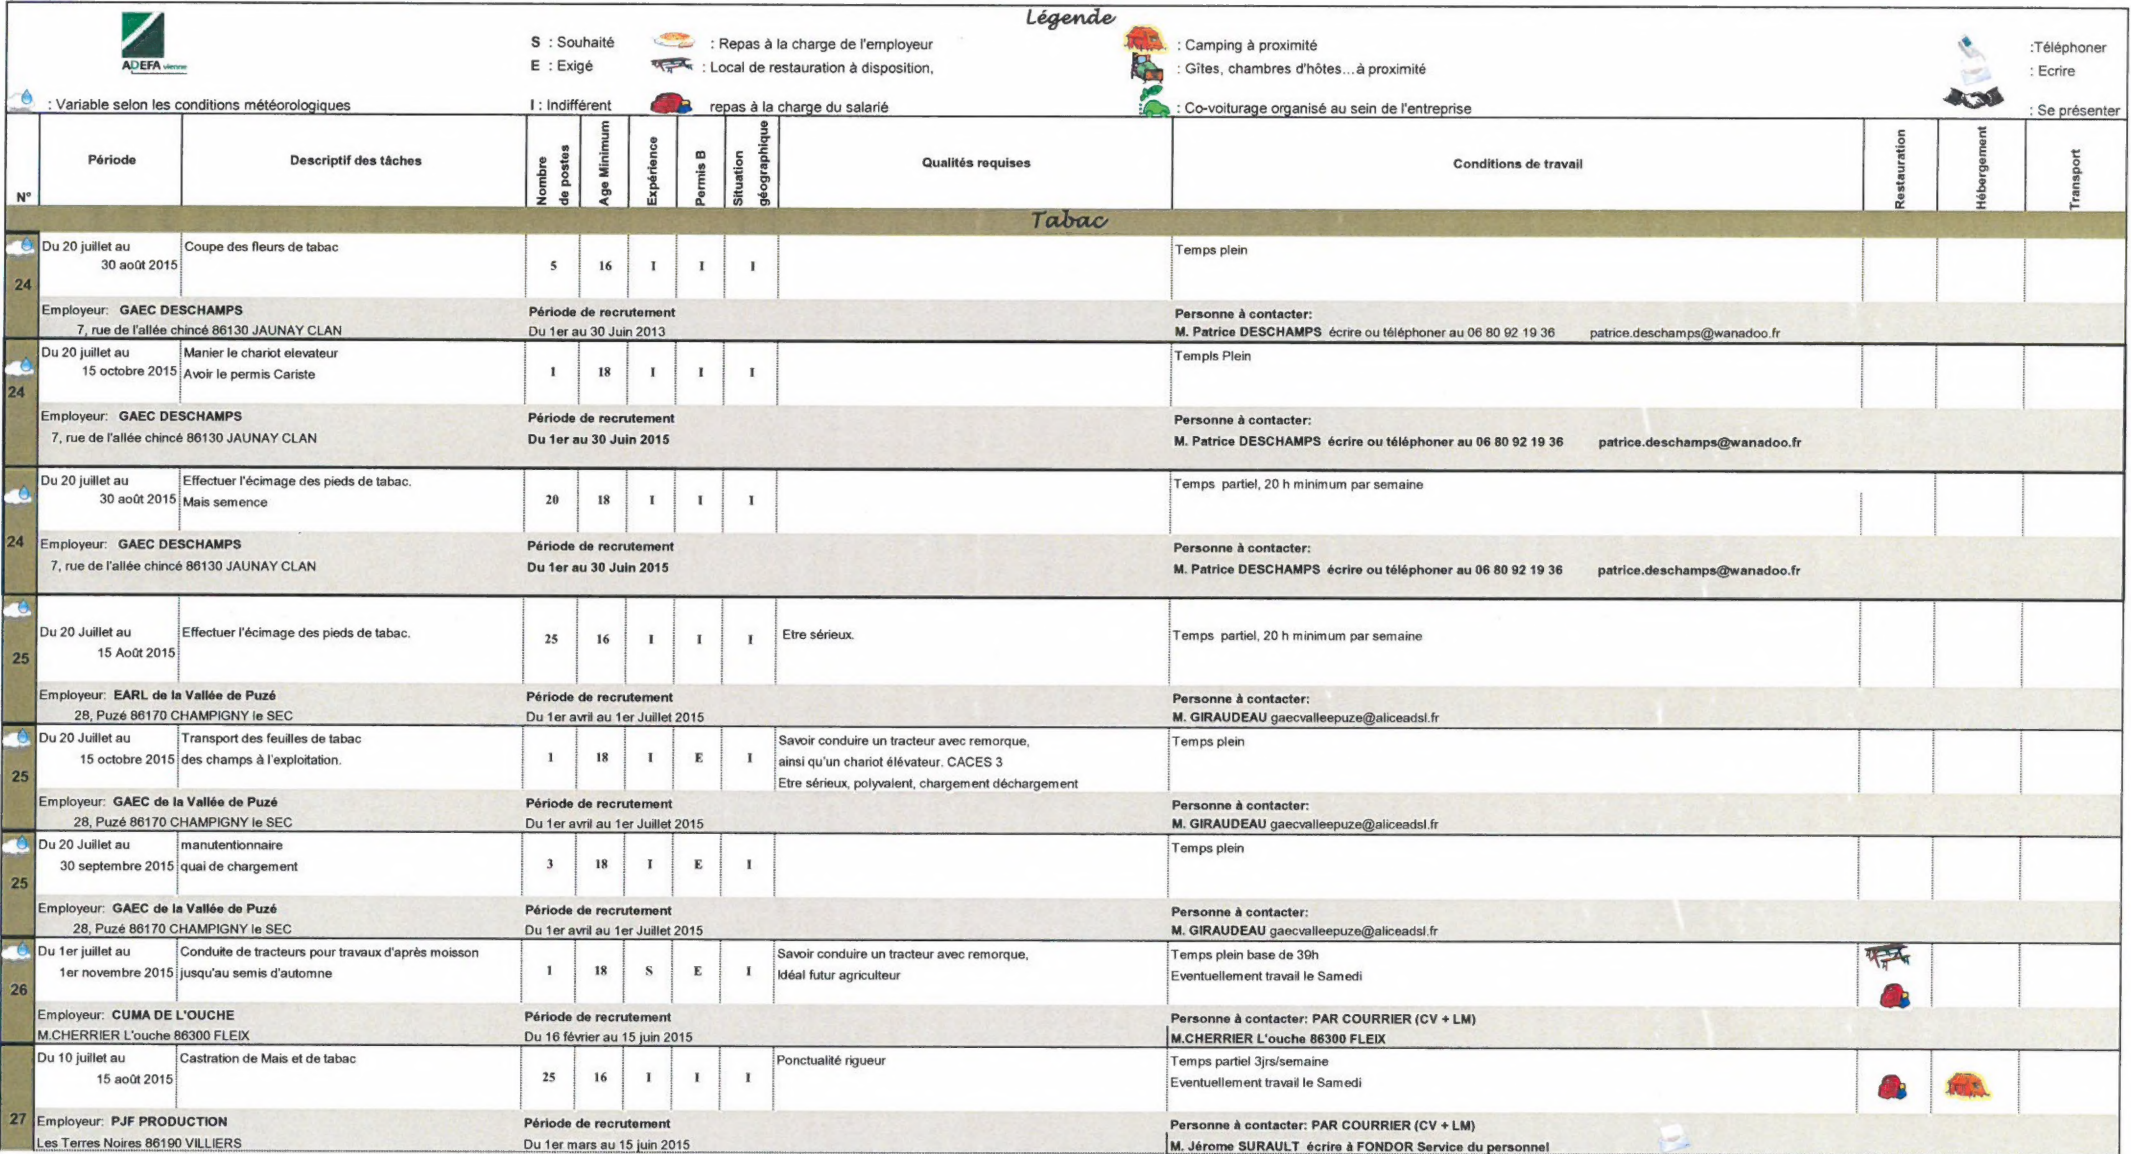 Légende
ADEFA vienne
S : Souhaité
: Repas à la charge de l'employeur
: Camping à proximité
:Téléphoner
E : Exigé
: Local de restauration à disposition,
: Gîtes, chambres d'hôtes...à proximité
: Ecrire
: Variable selon les conditions météorologiques
I : Indifférent
repas à la charge du salarié
: Co-voiturage organisé au sein de l'entreprise
: Se présenter
N°
Période
Descriptif des tâches
Nombre de postes
Age Minimum
Expérience
Permis B
Situation géographique
Qualités requises
Conditions de travail
Restauration
Hébergement
Transport
Tabac
24
Du 20 juillet au
30 août 2015
Coupe des fleurs de tabac
5 16 I I I
Temps plein
Employeur: GAEC DESCHAMPS
7, rue de l'allée chincé 86130 JAUNAY CLAN
Période de recrutement
Du 1er au 30 Juin 2013
Personne à contacter:
M. Patrice DESCHAMPS écrire ou téléphoner au 06 80 92 19 36 patrice.deschamps@wanadoo.fr
24
Du 20 juillet au
15 octobre 2015
Manier le chariot elevateur
Avoir le permis Cariste
1 18 I I I
Templs Plein
Employeur: GAEC DESCHAMPS
7, rue de l'allée chincé 86130 JAUNAY CLAN
Période de recrutement
Du 1er au 30 Juin 2015
Personne à contacter:
M. Patrice DESCHAMPS écrire ou téléphoner au 06 80 92 19 36 patrice.deschamps@wanadoo.fr
24
Du 20 juillet au
30 août 2015
Effectuer l'écimage des pieds de tabac.
Mais semence
20 18 I I I
Temps partiel, 20 h minimum par semaine
Employeur: GAEC DESCHAMPS
7, rue de l'allée chincé 86130 JAUNAY CLAN
Période de recrutement
Du 1er au 30 Juin 2015
Personne à contacter:
M. Patrice DESCHAMPS écrire ou téléphoner au 06 80 92 19 36 patrice.deschamps@wanadoo.fr
25
Du 20 Juillet au
15 Août 2015
Effectuer l'écimage des pieds de tabac.
25 16 I I I
Etre sérieux.
Temps partiel, 20 h minimum par semaine
Employeur: EARL de la Vallée de Puzé
28, Puzé 86170 CHAMPIGNY le SEC
Période de recrutement
Du 1er avril au 1er Juillet 2015
Personne à contacter:
M. GIRAUDEAU gaecvalleepuze@aliceadsl.fr
25
Du 20 Juillet au
15 octobre 2015
Transport des feuilles de tabac
des champs à l'exploitation.
1 18 I E I
Savoir conduire un tracteur avec remorque,
ainsi qu'un chariot élévateur. CACES 3
Etre sérieux, polyvalent, chargement déchargement
Temps plein
Employeur: GAEC de la Vallée de Puzé
28, Puzé 86170 CHAMPIGNY le SEC
Période de recrutement
Du 1er avril au 1er Juillet 2015
Personne à contacter:
M. GIRAUDEAU gaecvalleepuze@aliceadsl.fr
25
Du 20 Juillet au
30 septembre 2015
manutentionnaire
quai de chargement
3 18 I E I
Temps plein
Employeur: GAEC de la Vallée de Puzé
28, Puzé 86170 CHAMPIGNY le SEC
Période de recrutement
Du 1er avril au 1er Juillet 2015
Personne à contacter:
M. GIRAUDEAU gaecvalleepuze@aliceadsl.fr
26
Du 1er juillet au
1er novembre 2015
Conduite de tracteurs pour travaux d'après moisson
jusqu'au semis d'automne
1 18 S E I
Savoir conduire un tracteur avec remorque,
Idéal futur agriculteur
Temps plein base de 39h
Eventuellement travail le Samedi
Employeur: CUMA DE L'OUCHE
M.CHERRIER L'ouche 86300 FLEIX
Période de recrutement
Du 16 février au 15 juin 2015
Personne à contacter: PAR COURRIER (CV + LM)
M.CHERRIER L'ouche 86300 FLEIX
27
Du 10 juillet au
15 août 2015
Castration de Mais et de tabac
25 16 I I I
Ponctualité rigueur
Temps partiel 3jrs/semaine
Eventuellement travail le Samedi
Employeur: PJF PRODUCTION
Les Terres Noires 86190 VILLIERS
Période de recrutement
Du 1er mars au 15 juin 2015
Personne à contacter: PAR COURRIER (CV + LM)
M. Jérome SURAULT écrire à FONDOR Service du personnel